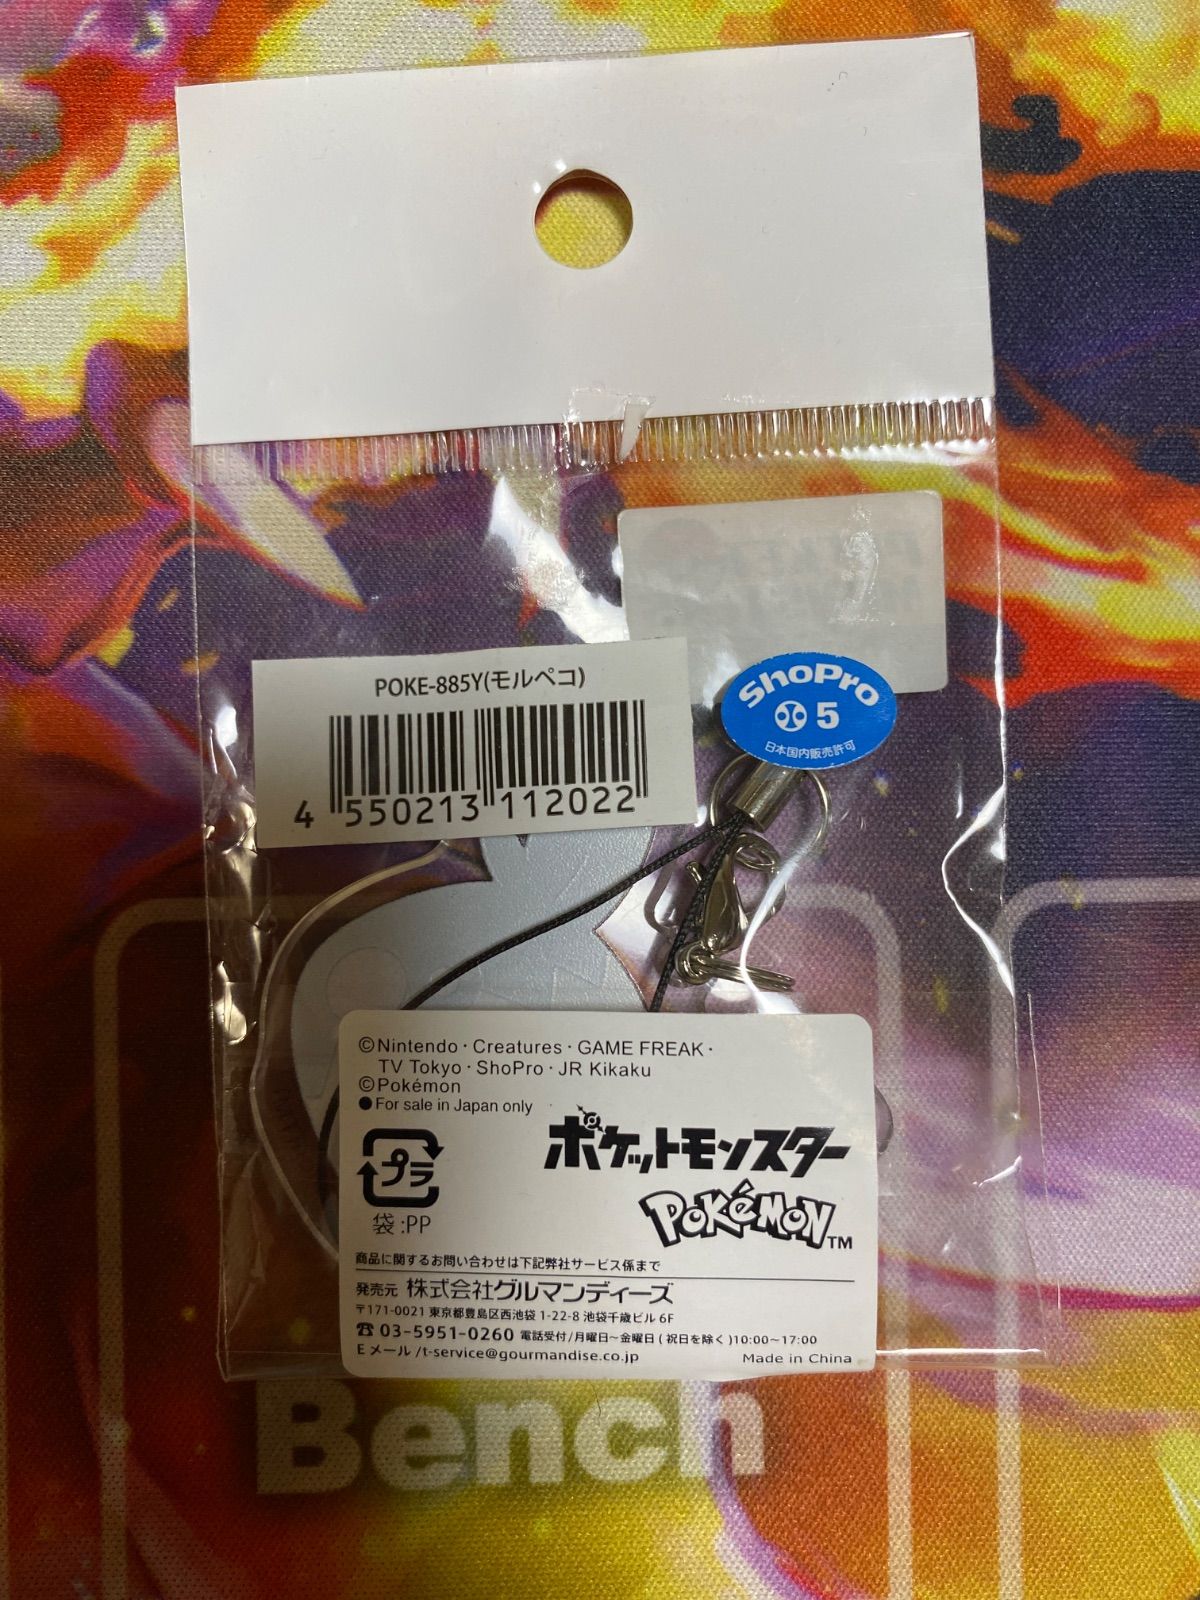 POKE-885Y(モルペコ)
4 550213 112022
ShoPro
5
日本国内販売許可
©Nintendo・Creatures・GAME FREAK・
TV Tokyo・ShoPro・JR Kikaku
©Pokémon
●For sale in Japan only
ポケットモンスター
POKéMON™
プラ
袋:PP
商品に関するお問い合わせは下記弊社サービス係まで
発売元 株式会社グルマンディーズ
〒171-0021 東京都豊島区西池袋 1-22-8 池袋千歳ビル 6F
☎ 03-5951-0260 電話受付/月曜日~金曜日(祝日を除く)10:00~17:00
Eメール/t-service@gourmandise.co.jp
Made in China
Bench